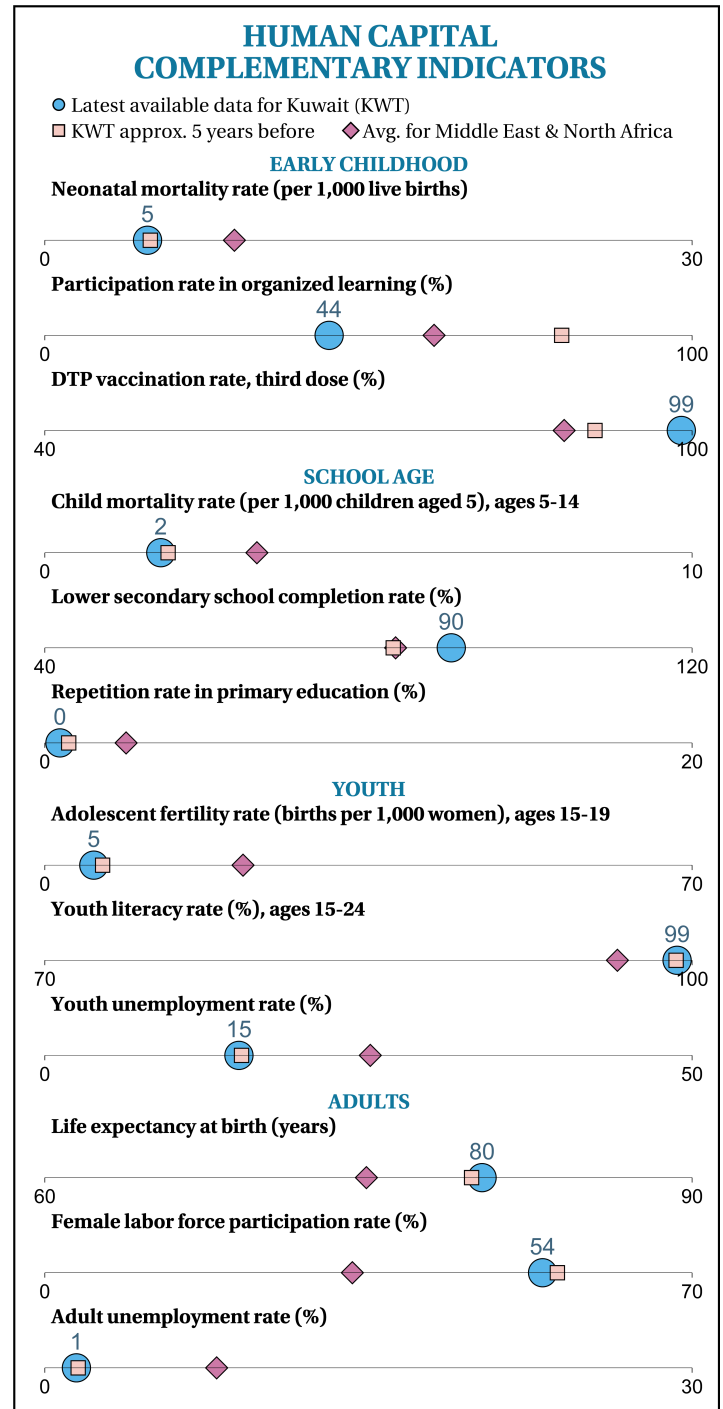 HUMAN CAPITAL
COMPLEMENTARY INDICATORS
Latest available data for Kuwait (KWT)
KWT approx. 5 years before Avg. for Middle East & North Africa
EARLY CHILDHOOD
Neonatal mortality rate (per 1,000 live births)
5
0 30
Participation rate in organized learning (%)
44
0 100
DTP vaccination rate, third dose (%)
99
40 100
SCHOOL AGE
Child mortality rate (per 1,000 children aged 5), ages 5-14
2
0 10
Lower secondary school completion rate (%)
90
40 120
Repetition rate in primary education (%)
0
0 20
YOUTH
Adolescent fertility rate (births per 1,000 women), ages 15-19
5
0 70
Youth literacy rate (%), ages 15-24
99
70 100
Youth unemployment rate (%)
15
0 50
ADULTS
Life expectancy at birth (years)
80
60 90
Female labor force participation rate (%)
54
0 70
Adult unemployment rate (%)
1
0 30